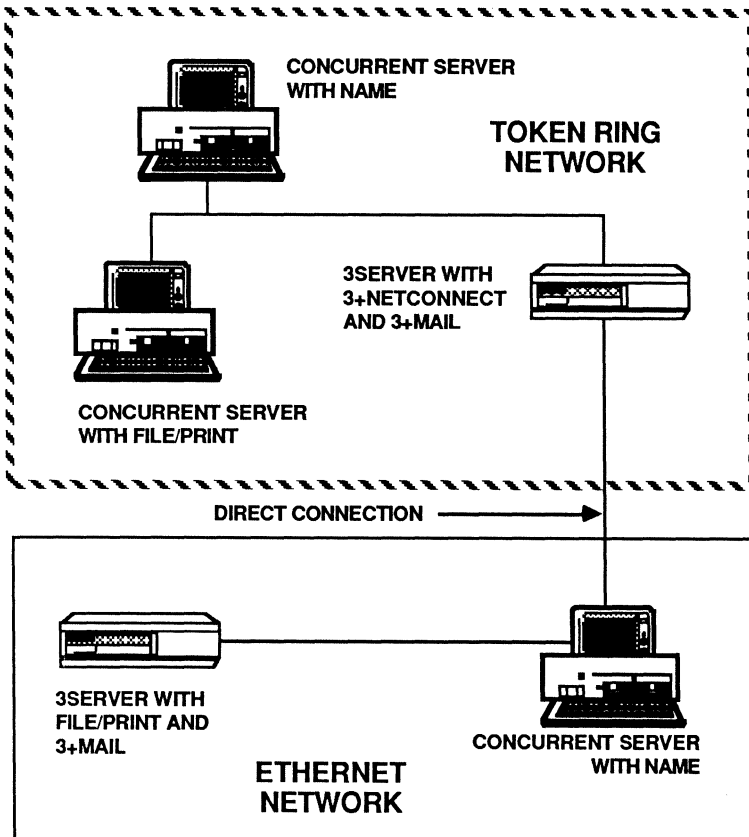 CONCURRENT SERVER
WITH NAME
TOKEN RING
NETWORK
3SERVER WITH
3+NETCONNECT
AND 3+MAIL
CONCURRENT SERVER
WITH FILE/PRINT
DIRECT CONNECTION
3SERVER WITH
FILE/PRINT AND
3+MAIL
CONCURRENT SERVER
WITH NAME
ETHERNET
NETWORK